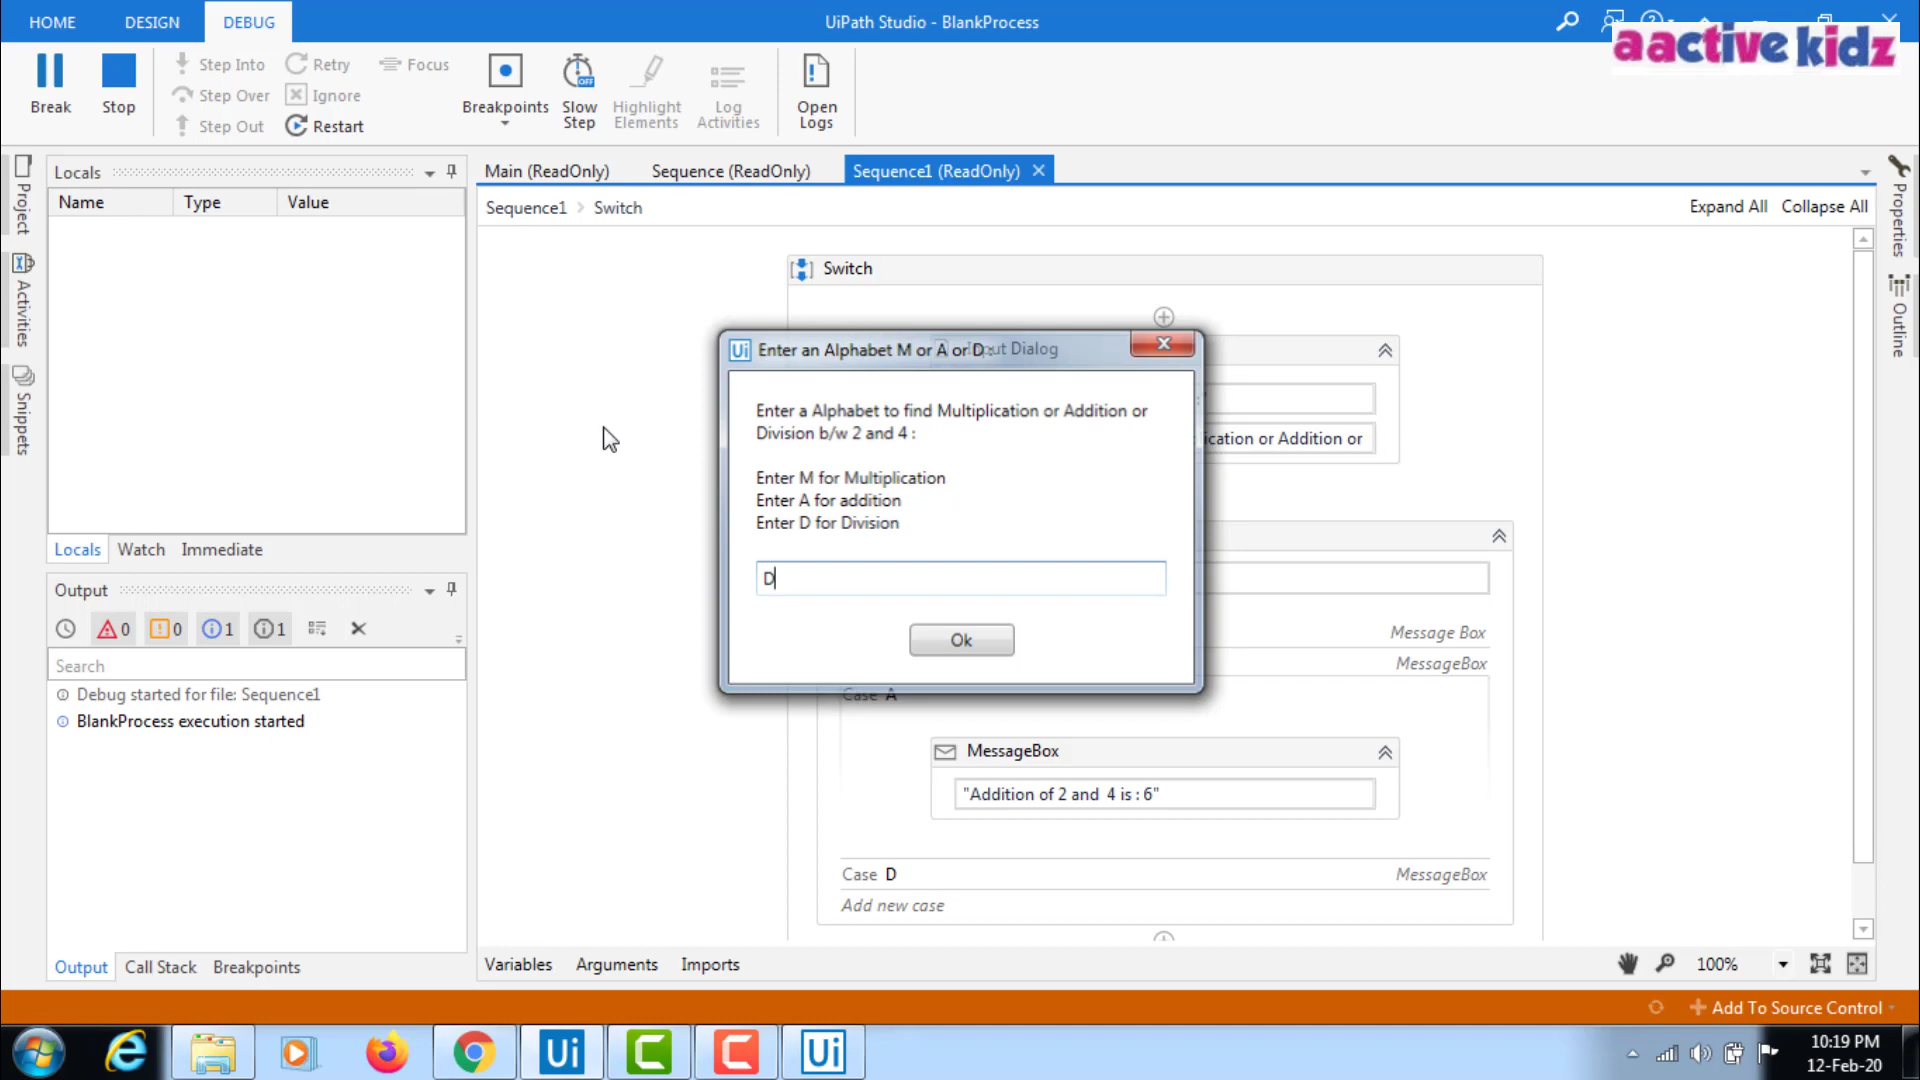 HOME
DESIGN
DEBUG
UiPath Studio - BlankProcess
aactive kidz
Break
Stop
Step Into
Step Over
Step Out
Retry
Ignore
Restart
Focus
Breakpoints
Slow
Step
OFF
Highlight
Elements
Log
Activities
Open
Logs
Project
Activities
Snippets
Locals
Name
Type
Value
Locals
Watch
Immediate
Output
0
0
1
1
Search
Debug started for file: Sequence1
BlankProcess execution started
Output
Call Stack
Breakpoints
Main (ReadOnly)
Sequence (ReadOnly)
Sequence1 (ReadOnly)
Sequence1 > Switch
Expand All
Collapse All
Switch
Enter an Alphabet M or A or D :
Input Dialog
Enter a Alphabet to find Multiplication or Addition or
Division b/w 2 and 4 :
Enter M for Multiplication
Enter A for addition
Enter D for Division
D
Ok
ication or Addition or
Message Box
MessageBox
Case A
MessageBox
"Addition of 2 and  4 is : 6"
Case D
MessageBox
Add new case
Variables
Arguments
Imports
100%
Properties
Outline
Add To Source Control
Ui
Ui
10:19 PM
12-Feb-20